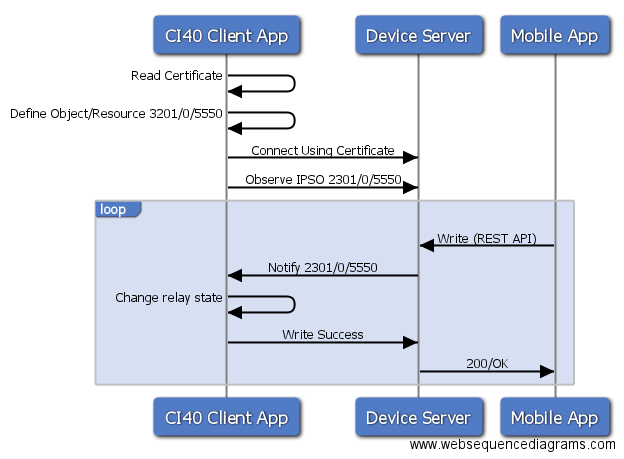 CI40 Client App
Device Server
Mobile App
Read Certificate
Define Object/Resource 3201/0/5550
Connect Using Certificate
Observe IPSO 2301/0/5550
loop
Write (REST API)
Notify 2301/0/5550
Change relay state
Write Success
200/OK
CI40 Client App
Device Server
Mobile App
www.websequencediagrams.com